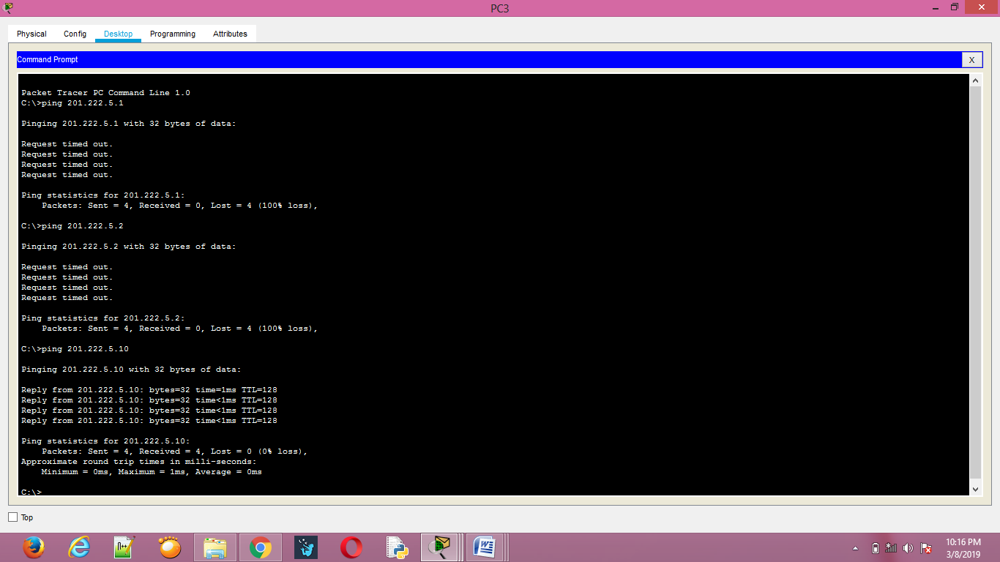 PC3
Physical Config Desktop Programming Attributes
Command Prompt
X
Packet Tracer PC Command Line 1.0
C:\>ping 201.222.5.1
Pinging 201.222.5.1 with 32 bytes of data:
Request timed out.
Request timed out.
Request timed out.
Request timed out.
Ping statistics for 201.222.5.1:
Packets: Sent = 4, Received = 0, Lost = 4 (100% loss),
C:\>ping 201.222.5.2
Pinging 201.222.5.2 with 32 bytes of data:
Request timed out.
Request timed out.
Request timed out.
Request timed out.
Ping statistics for 201.222.5.2:
Packets: Sent = 4, Received = 0, Lost = 4 (100% loss),
C:\>ping 201.222.5.10
Pinging 201.222.5.10 with 32 bytes of data:
Reply from 201.222.5.10: bytes=32 time=1ms TTL=128
Reply from 201.222.5.10: bytes=32 time<1ms TTL=128
Reply from 201.222.5.10: bytes=32 time<1ms TTL=128
Reply from 201.222.5.10: bytes=32 time<1ms TTL=128
Ping statistics for 201.222.5.10:
Packets: Sent = 4, Received = 4, Lost = 0 (0% loss),
Approximate round trip times in milli-seconds:
Minimum = 0ms, Maximum = 1ms, Average = 0ms
C:\>
Top
10:16 PM
3/8/2019